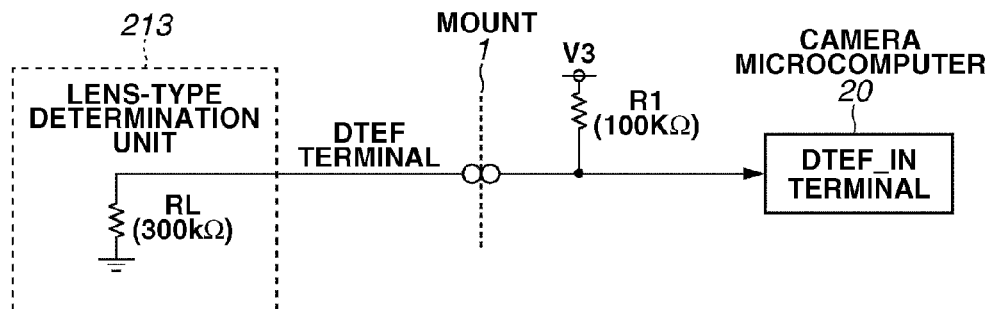 213
LENS-TYPE
DETERMINATION
UNIT
RL
(300kΩ)
DTEF
TERMINAL
MOUNT
1
V3
R1
(100KΩ)
CAMERA
MICROCOMPUTER
20
DTEF_IN
TERMINAL